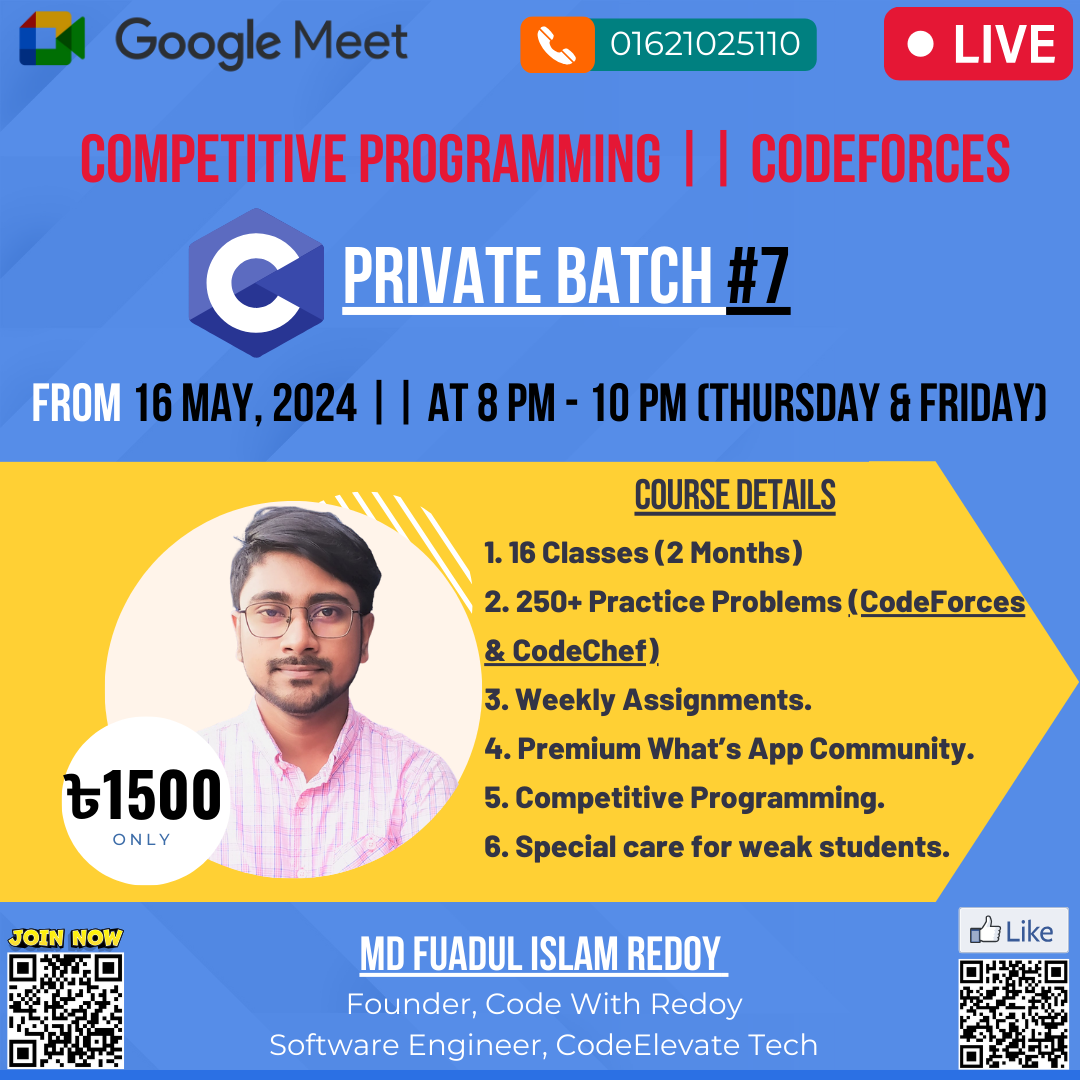 Google Meet
01621025110
LIVE
COMPETITIVE PROGRAMMING || CODEFORCES
C
PRIVATE BATCH #7
FROM 16 MAY, 2024 || AT 8 PM - 10 PM (THURSDAY & FRIDAY)
COURSE DETAILS
1. 16 Classes (2 Months)
2. 250+ Practice Problems (CodeForces
& CodeChef)
3. Weekly Assignments.
4. Premium What’s App Community.
5. Competitive Programming.
6. Special care for weak students.
৳1500
ONLY
JOIN NOW
Like
MD FUADUL ISLAM REDOY
Founder, Code With Redoy
Software Engineer, CodeElevate Tech